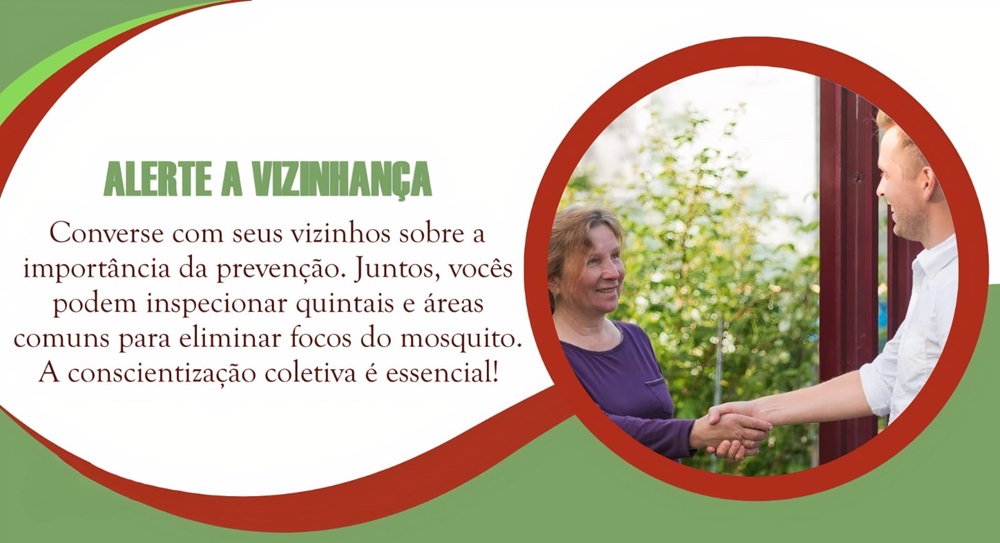 ALERTE A VIZINHANÇA
Converse com seus vizinhos sobre a
importância da prevenção. Juntos, vocês
podem inspecionar quintais e áreas
comuns para eliminar focos do mosquito.
A conscientização coletiva é essencial!